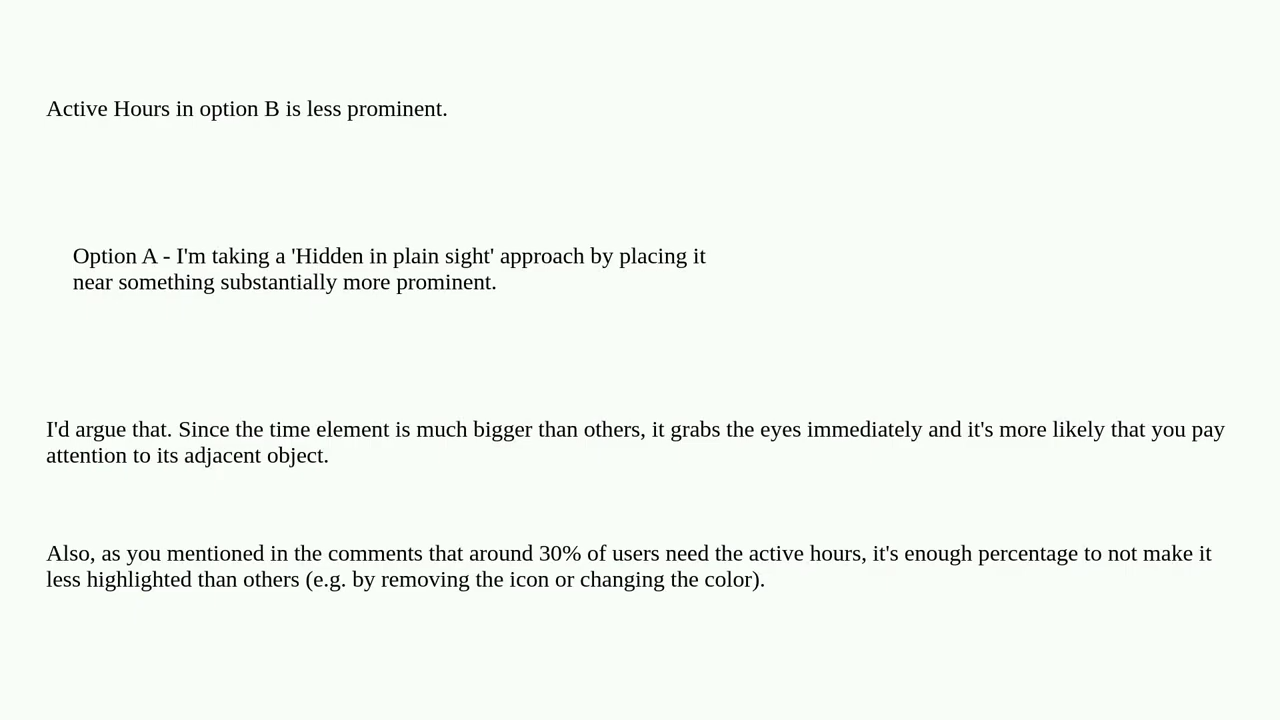 Active Hours in option B is less prominent.
Option A - I'm taking a 'Hidden in plain sight' approach by placing it
near something substantially more prominent.
I'd argue that. Since the time element is much bigger than others, it grabs the eyes immediately and it's more likely that you pay
attention to its adjacent object.
Also, as you mentioned in the comments that around 30% of users need the active hours, it's enough percentage to not make it
less highlighted than others (e.g. by removing the icon or changing the color).